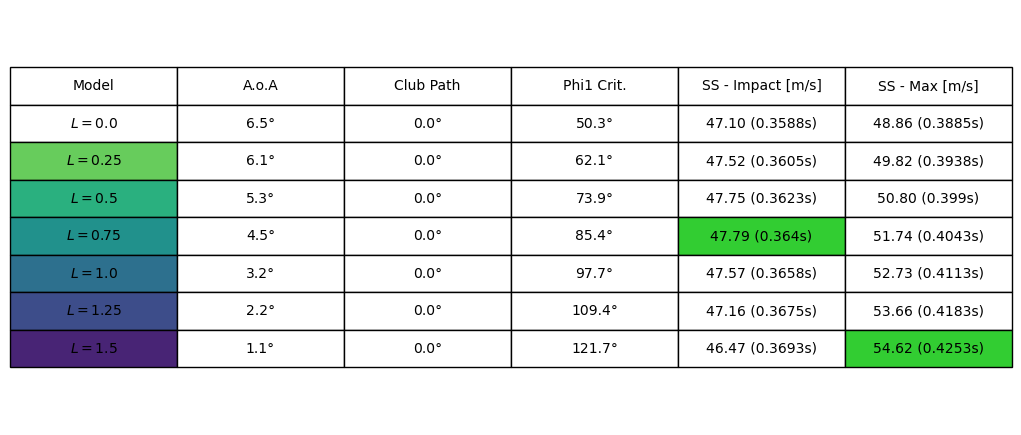 Model A.o.A Club Path Phi1 Crit. SS - Impact [m/s] SS - Max [m/s]
L = 0.0 6.5° 0.0° 50.3° 47.10 (0.3588s) 48.86 (0.3885s)
L = 0.25 6.1° 0.0° 62.1° 47.52 (0.3605s) 49.82 (0.3938s)
L = 0.5 5.3° 0.0° 73.9° 47.75 (0.3623s) 50.80 (0.399s)
L = 0.75 4.5° 0.0° 85.4° 47.79 (0.364s) 51.74 (0.4043s)
L = 1.0 3.2° 0.0° 97.7° 47.57 (0.3658s) 52.73 (0.4113s)
L = 1.25 2.2° 0.0° 109.4° 47.16 (0.3675s) 53.66 (0.4183s)
L = 1.5 1.1° 0.0° 121.7° 46.47 (0.3693s) 54.62 (0.4253s)